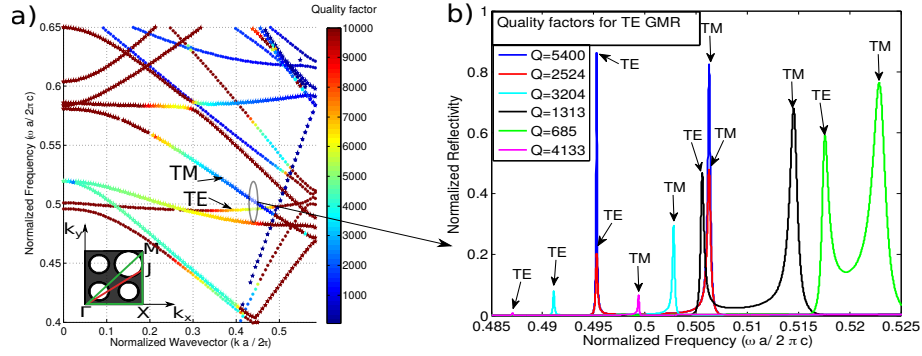 a)
Quality factor
0.65
0.6
0.55
0.5
0.45
0.4
Normalized Frequency (ω a/ 2π c)
10000
9000
8000
7000
6000
5000
4000
3000
2000
1000
TM
TE
k_y
M
J
Γ
X
k_x
0 0.1 0.2 0.3 0.4 0.5
Normalized Wavevector (k a / 2π)
b)
Quality factors for TE GMR
Q=5400
Q=2524
Q=3204
Q=1313
Q=685
Q=4133
1
0.8
0.6
0.4
0.2
0
Normalized Reflectivity
TE
TM
TM
TE
TM
TM
TE
TM
TE
TE
TE
TM
0.485 0.49 0.495 0.5 0.505 0.51 0.515 0.52 0.525
Normalized Frequency (ω a/ 2 π c)